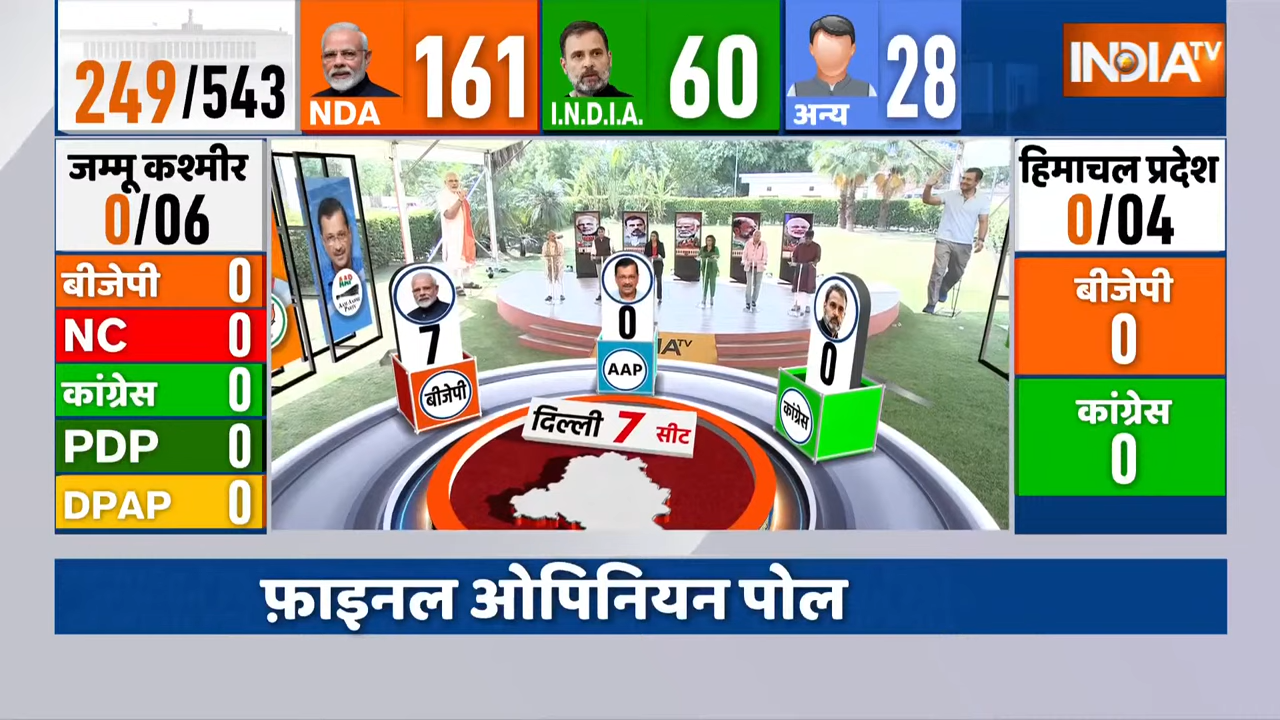 249/543
NDA
161
I.N.D.I.A.
60
अन्य
28
INDIA TV
जम्मू कश्मीर
0/06
बीजेपी 0
NC 0
कांग्रेस 0
PDP 0
DPAP 0
AAP
7
बीजेपी
0
AAP
0
कांग्रेस
दिल्ली 7 सीट
हिमाचल प्रदेश
0/04
बीजेपी
0
कांग्रेस
0
फ़ाइनल ओपिनियन पोल